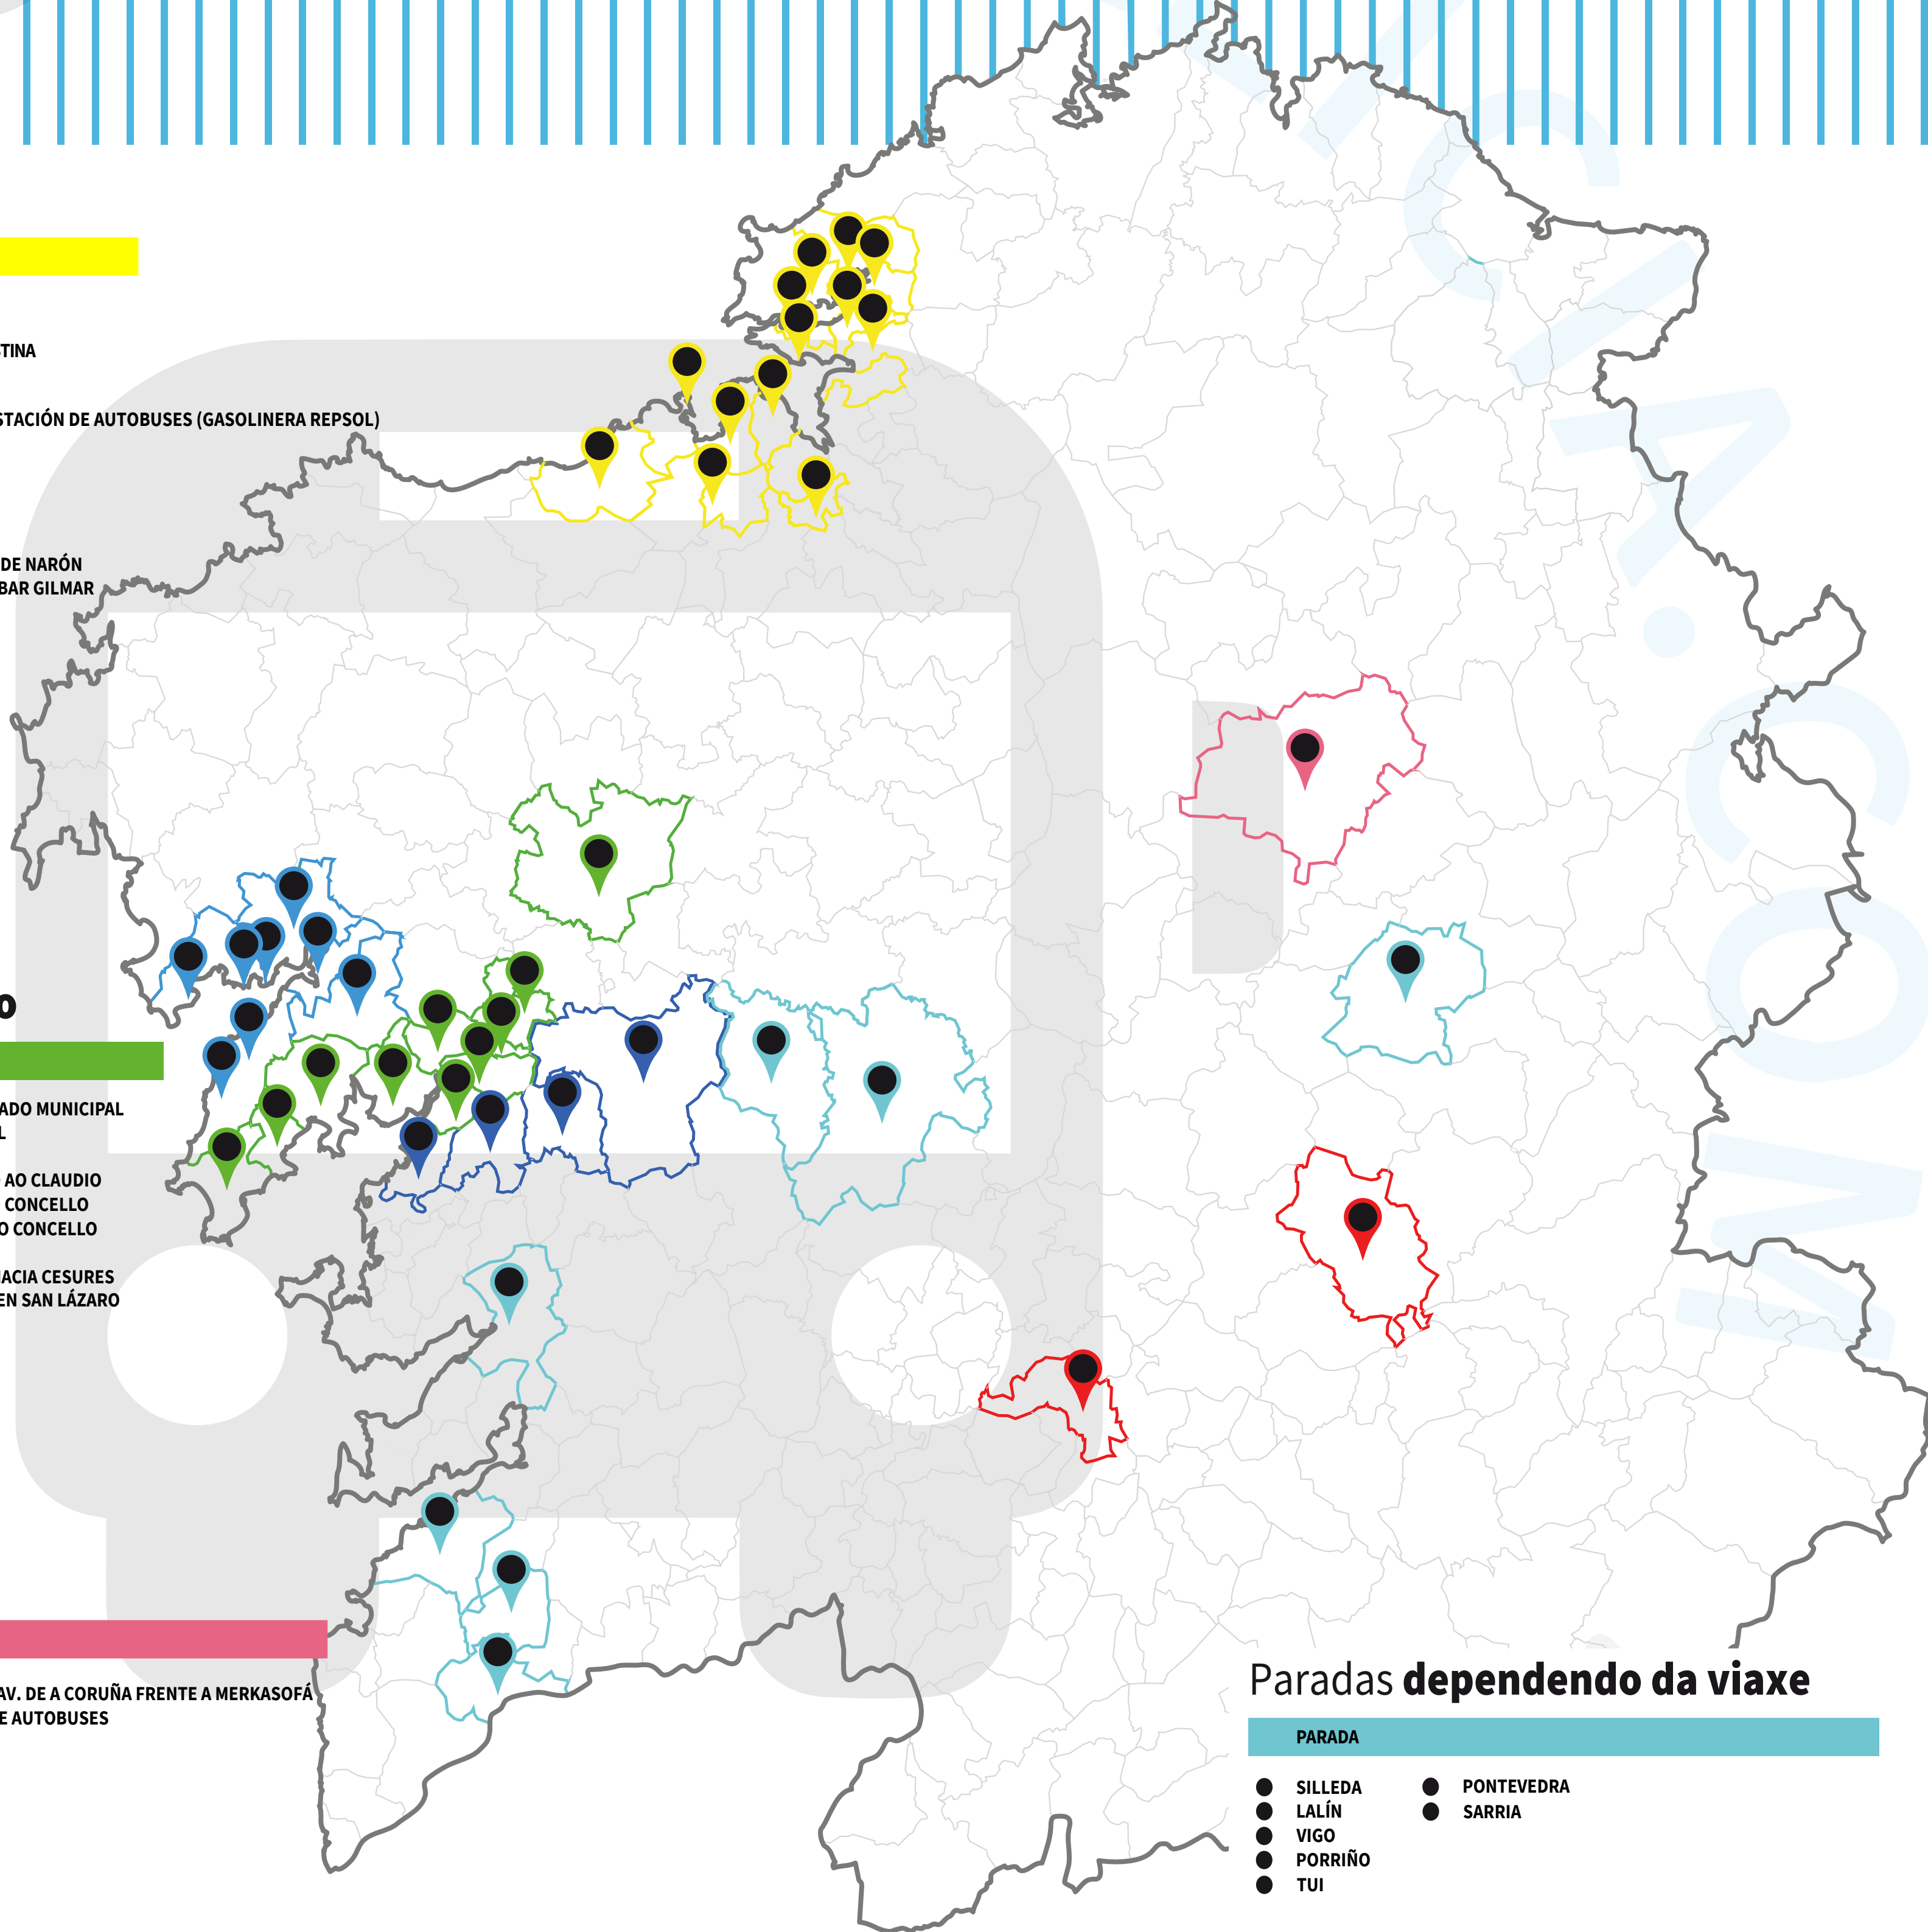 TINA
STACIÓN DE AUTOBUSES (GASOLINERA REPSOL)
DE NARÓN
BAR GILMAR
O
ADO MUNICIPAL
L
AO CLAUDIO
CONCELLO
O CONCELLO
ACIA CESURES
EN SAN LÁZARO
AV. DE A CORUÑA FRENTE A MERKASOFÁ
E AUTOBUSES
Paradas dependendo da viaxe
PARADA
SILLEDA
LALÍN
VIGO
PORRIÑO
TUI
PONTEVEDRA
SARRIA